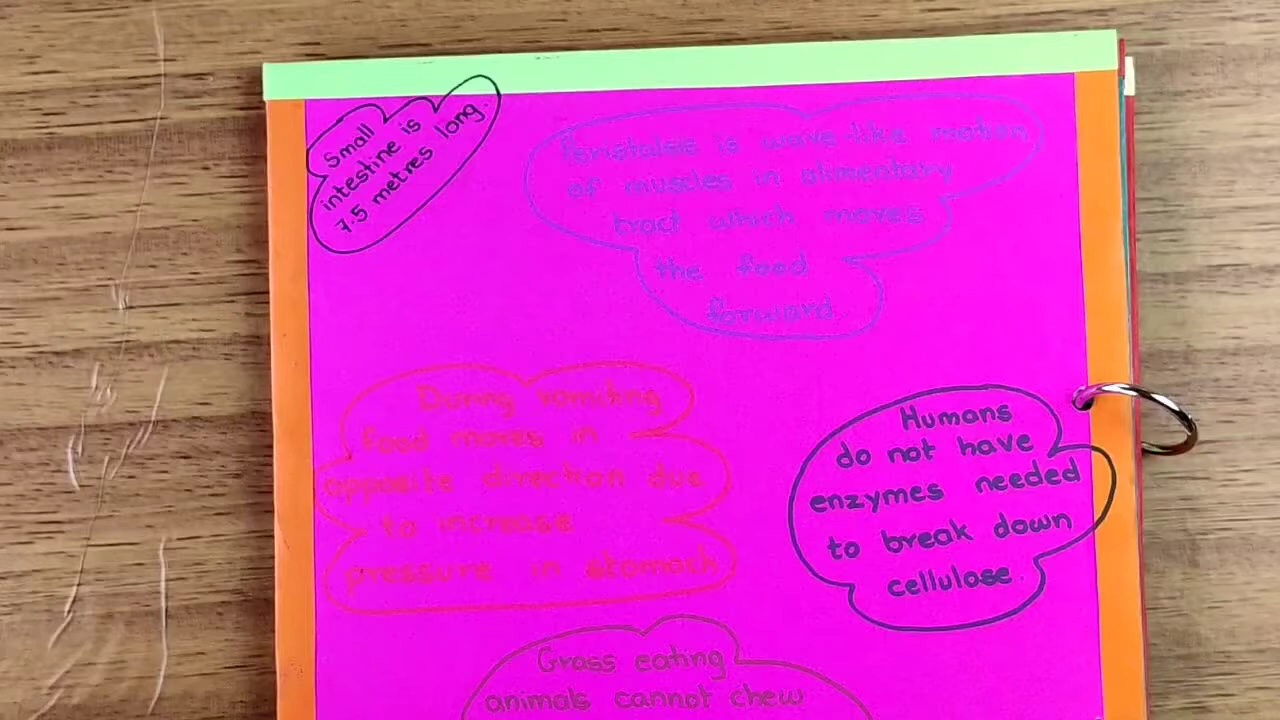 Small
intestine is
7.5 metres long.
Peristalsis is wave-like motion
of muscles in alimentary
tract which moves
the food
forward.
During vomiting
food moves in
opposite direction due
to increase
pressure in stomach
Humans
do not have
enzymes needed
to break down
cellulose.
Grass eating
animals cannot chew